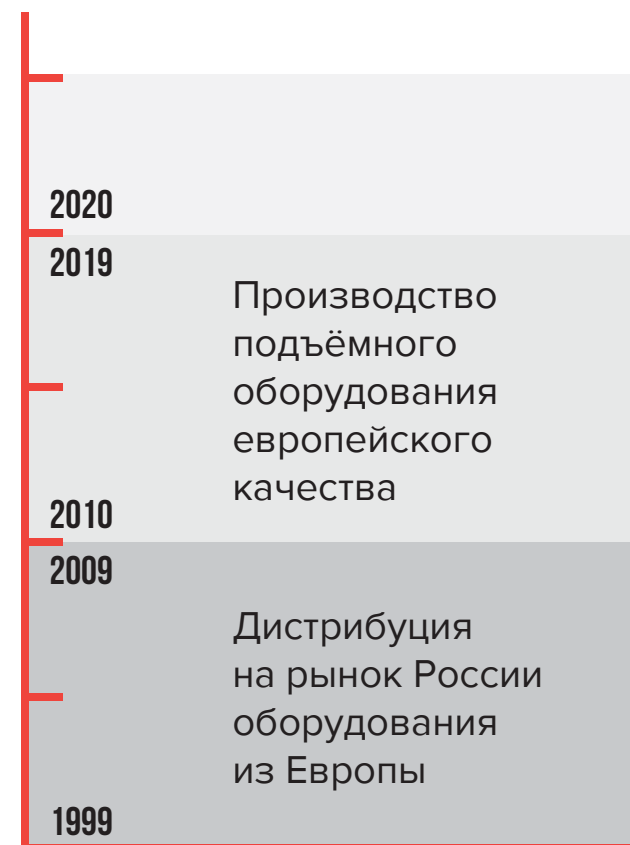 2020
2019
Производство
подъёмного
оборудования
европейского
качества
2010
2009
Дистрибуция
на рынок России
оборудования
из Европы
1999